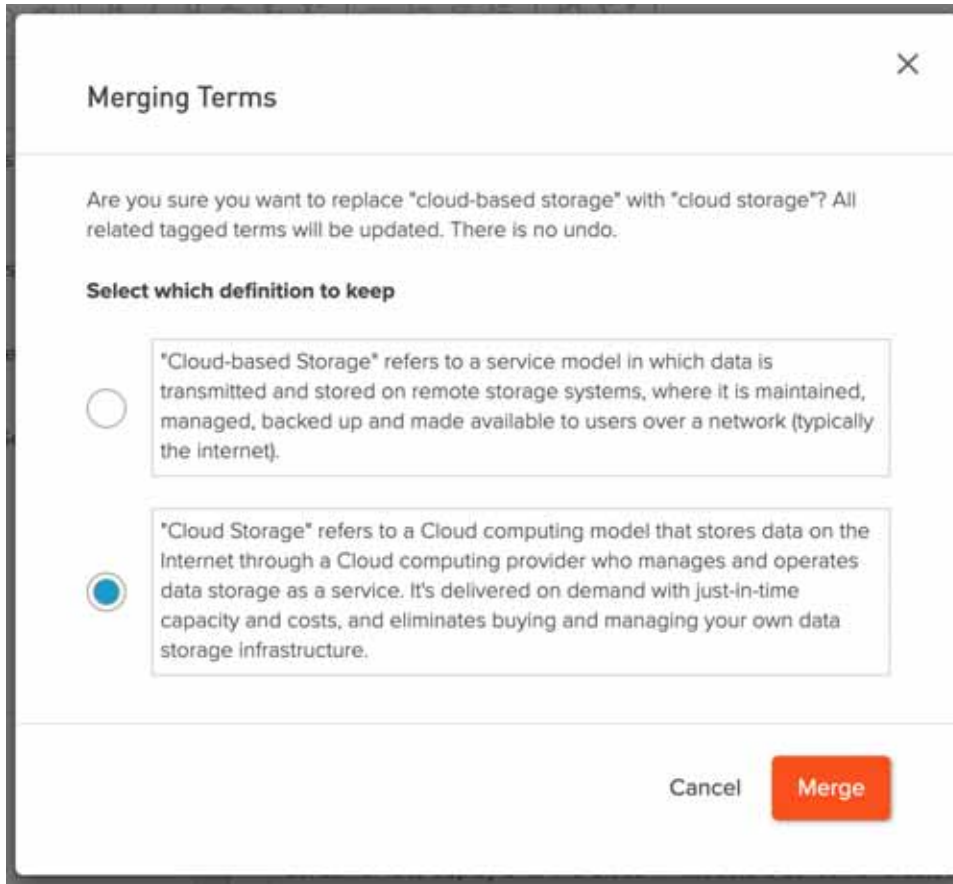 Merging Terms
Are you sure you want to replace "cloud-based storage" with "cloud storage"? All
related tagged terms will be updated. There is no undo.
Select which definition to keep
"Cloud-based Storage" refers to a service model in which data is
transmitted and stored on remote storage systems, where it is maintained,
managed, backed up and made available to users over a network (typically
the internet).
"Cloud Storage" refers to a Cloud computing model that stores data on the
Internet through a Cloud computing provider who manages and operates
data storage as a service. It's delivered on demand with just-in-time
capacity and costs, and eliminates buying and managing your own data
storage infrastructure.
Cancel
Merge